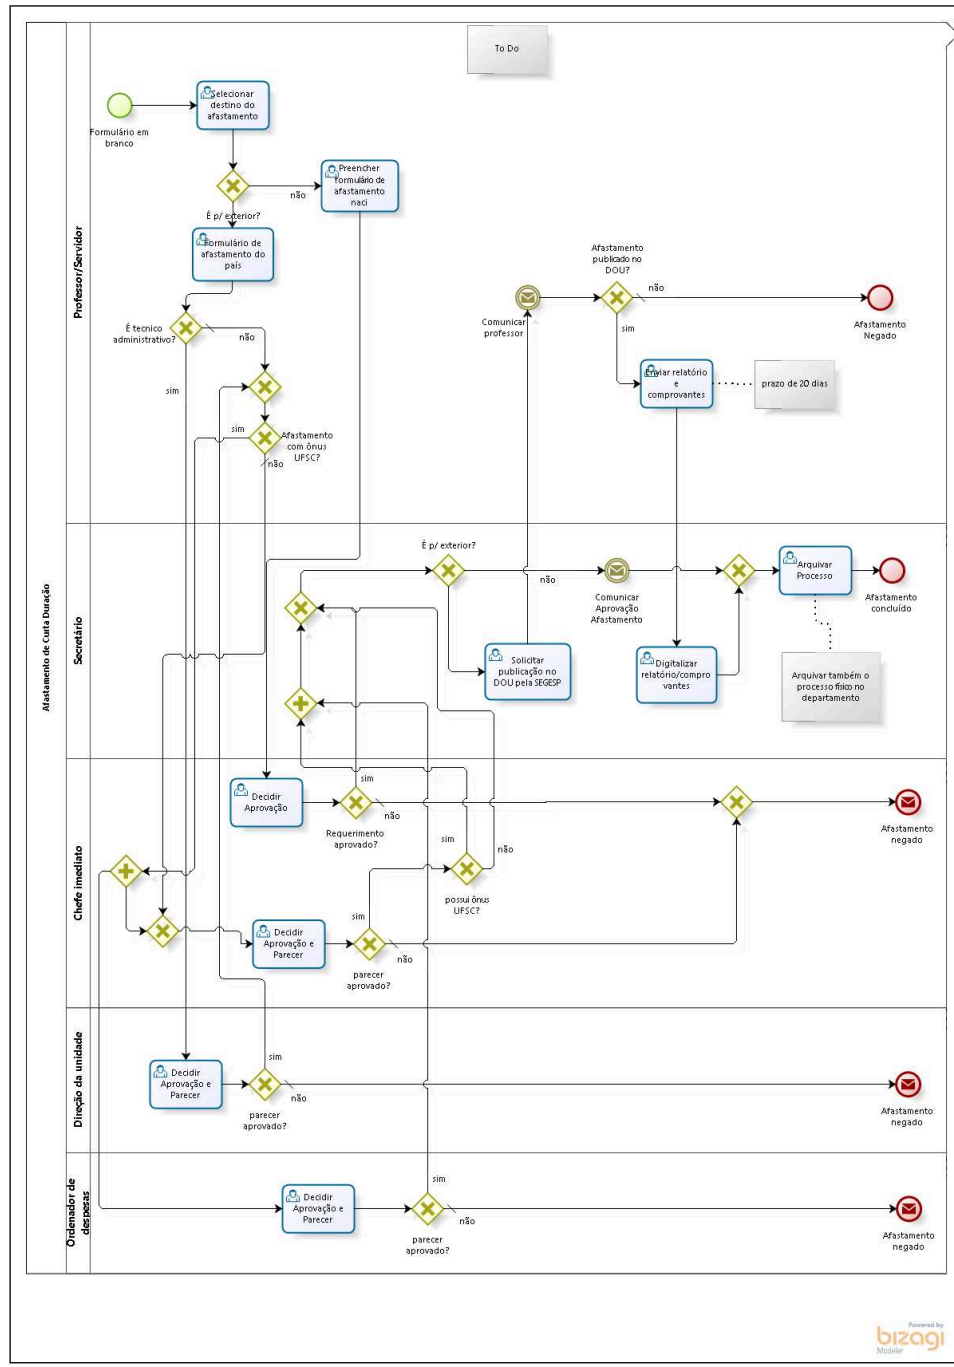 To Do
Selecionar
destino do
afastamento
Formulário em
branco
Preencher
formulário de
afastamento
naci
não
É p/ exterior?
Formulário de
afastamento do
país
É tecnico
administrativo?
não
sim
sim
Afastamento
com ônus
UFSC?
não
Afastamento
publicado no
DOU?
não
sim
Comunicar
professor
Afastamento
Negado
Enviar relatório
e
comprovantes
prazo de 20 dias
Professor/Servidor
Afastamento de Curta Duração
Secretário
É p/ exterior?
não
Comunicar
Aprovação
Afastamento
Arquivar
Processo
Afastamento
concluído
Solicitar
publicação no
DOU pela SEGESP
Digitalizar
relatório/compro
vantes
Arquivar também o
processo físico no
departamento
Chefe imediato
Decidir
Aprovação
sim
não
Requerimento
aprovado?
Afastamento
negado
sim
não
possui ônus
UFSC?
Decidir
Aprovação e
Parecer
sim
não
parecer
aprovado?
Direção da unidade
Decidir
Aprovação e
Parecer
sim
não
parecer
aprovado?
Afastamento
negado
Ordenador de
despesas
Decidir
Aprovação e
Parecer
sim
não
parecer
aprovado?
Afastamento
negado
Powered by
bizagi
Modeler